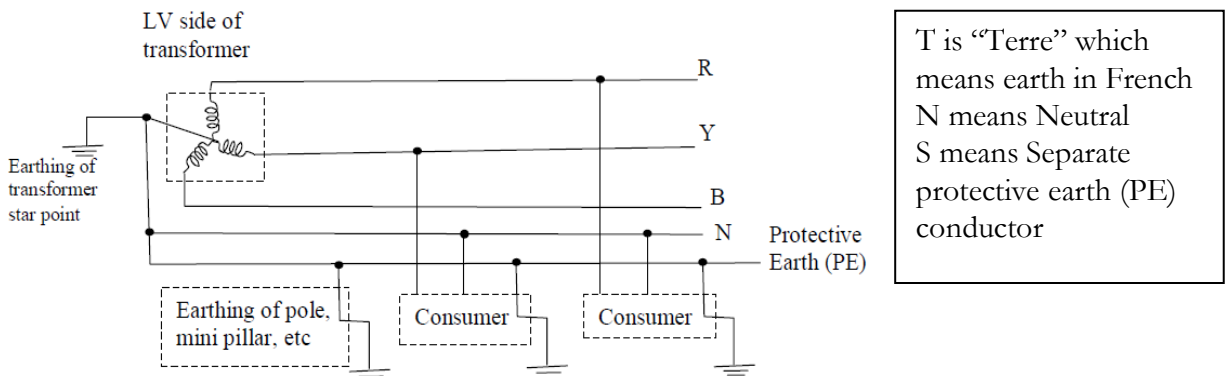 LV side of
transformer
R
Y
B
N
Earthing of
transformer
star point
Protective
Earth (PE)
Earthing of pole,
mini pillar, etc
Consumer
Consumer
T is “Terre” which
means earth in French
N means Neutral
S means Separate
protective earth (PE)
conductor